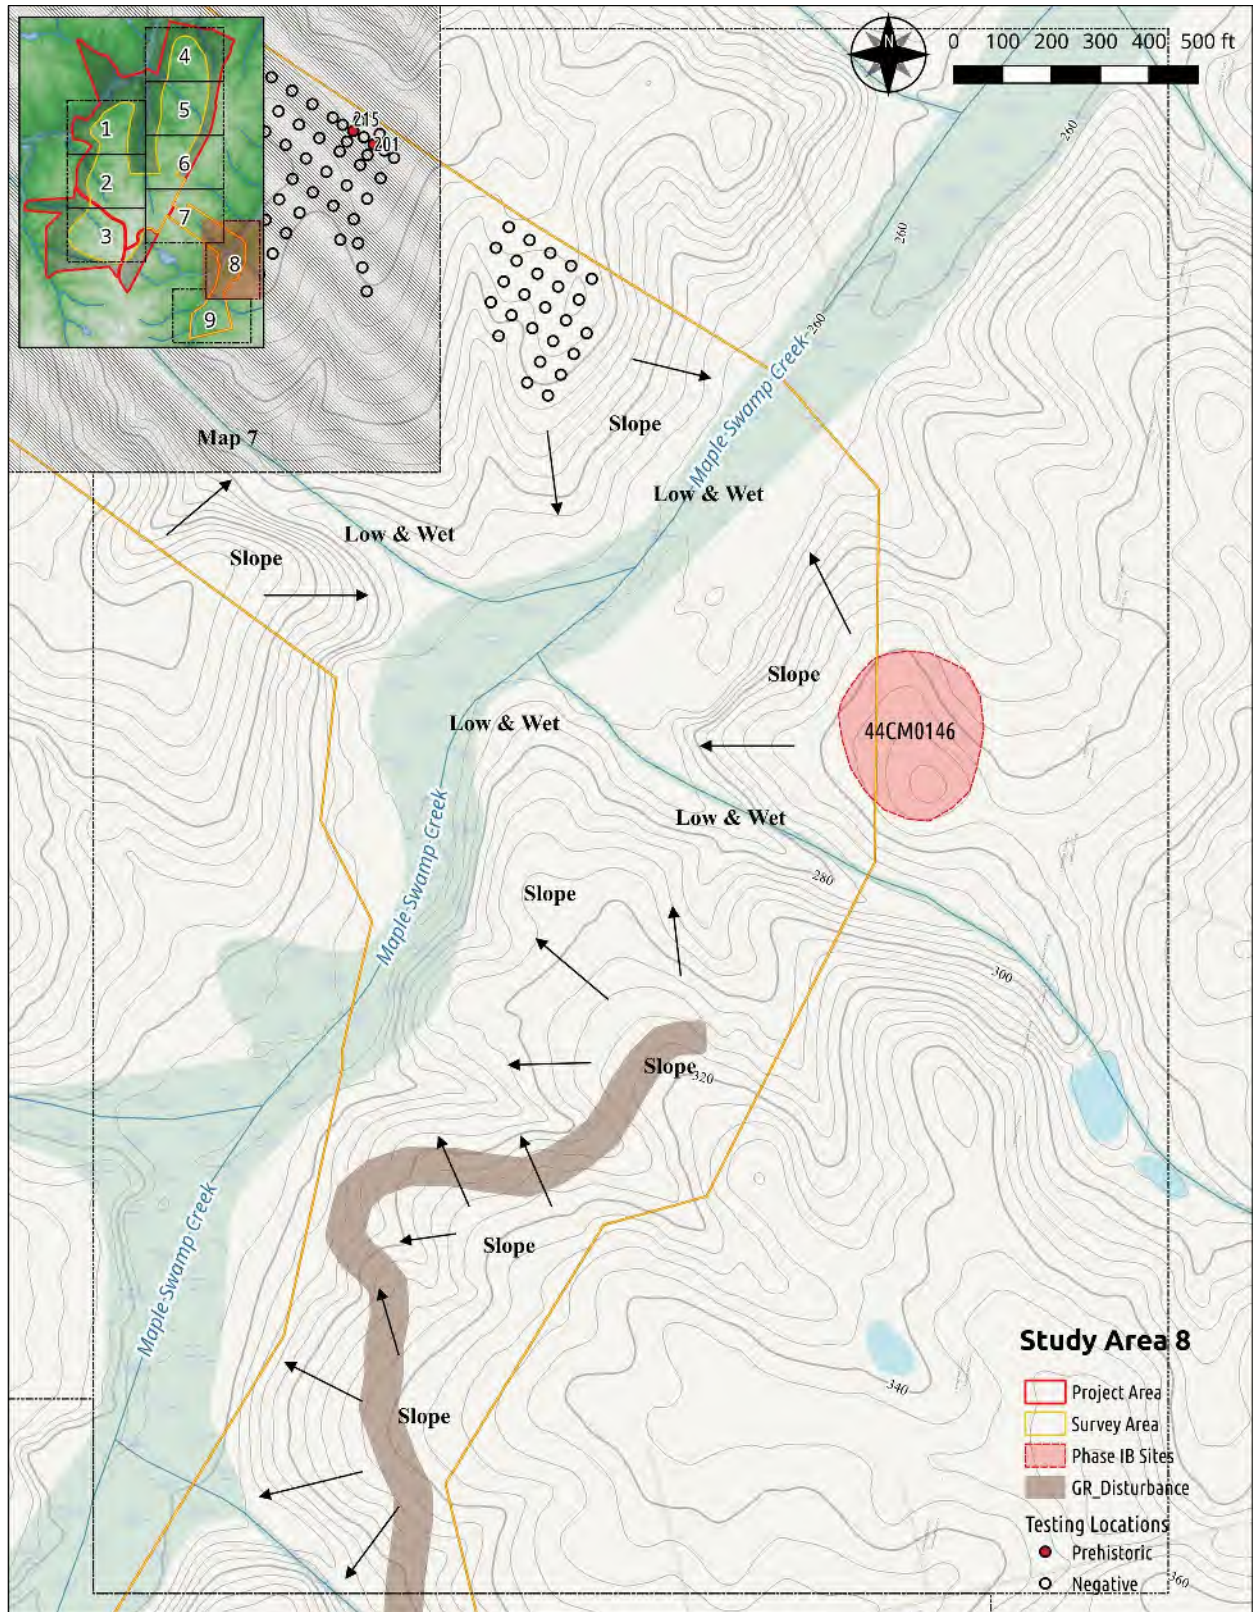 N
0 100 200 300 400 500 ft
4
5
1
6
2
7
3
8
9
215
201
260
260
260
Maple Swamp Creek
Slope
Map 7
Low & Wet
Low & Wet
Slope
Slope
Low & Wet
44CM0146
Low & Wet
Maple Swamp Creek
280
Slope
300
Slope
320
Maple Swamp Creek
Slope
Study Area 8
340
Project Area
Slope
Survey Area
Phase IB Sites
GR_Disturbance
Testing Locations
Prehistoric
Negative
360